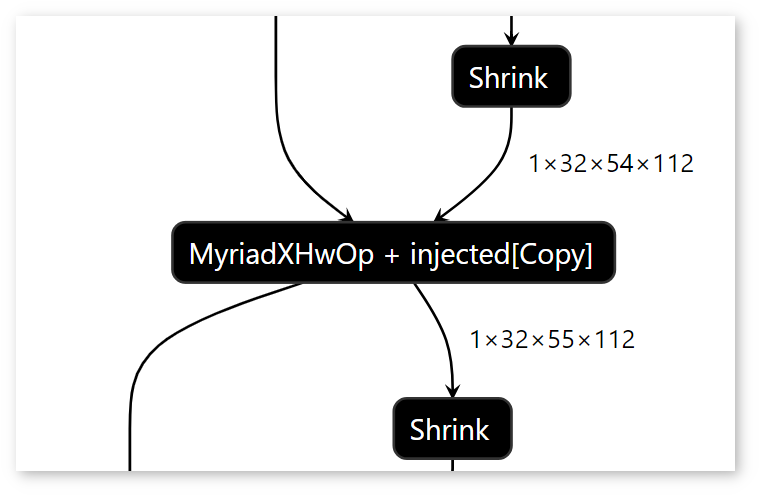 Shrink
1×32×54×112
MyriadXHwOp + injected[Copy]
1×32×55×112
Shrink